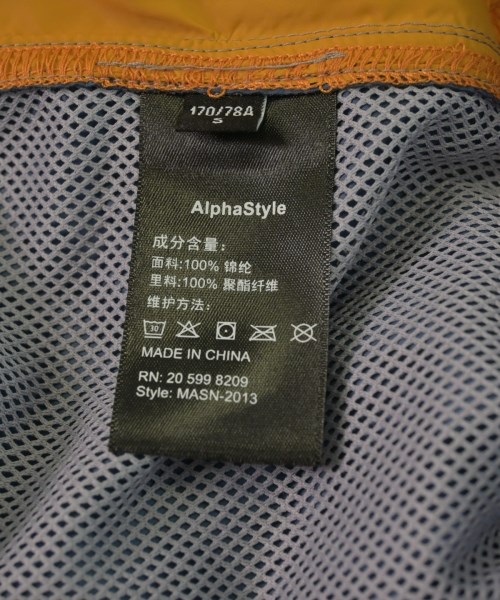 170/78A
S
AlphaStyle
成分含量:
面料:100% 锦纶
里料:100% 聚酯纤维
维护方法:
30
MADE IN CHINA
RN: 20 599 8209
Style: MASN-2013